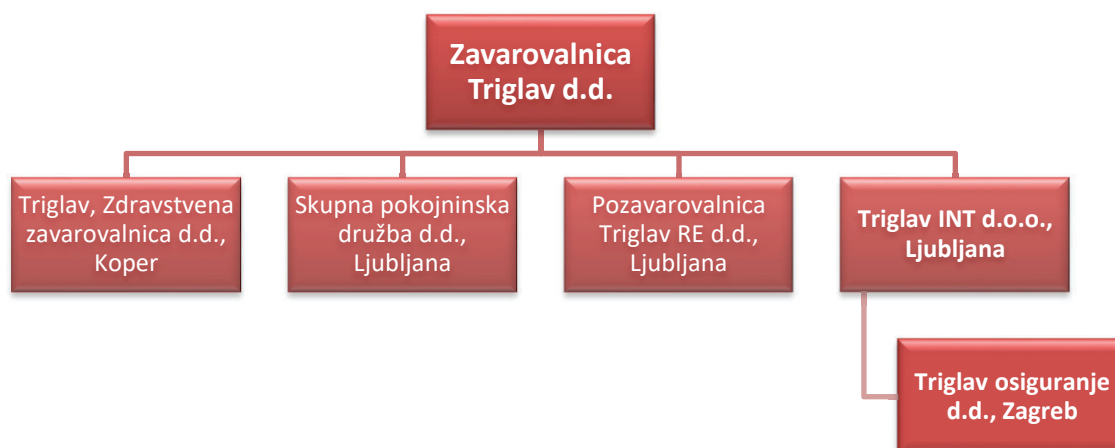 Zavarovalnica
Triglav d.d.
Triglav, Zdravstvena
zavarovalnica d.d.,
Koper
Skupna pokojninska
družba d.d.,
Ljubljana
Pozavarovalnica
Triglav RE d.d.,
Ljubljana
Triglav INT d.o.o.,
Ljubljana
Triglav osiguranje
d.d., Zagreb